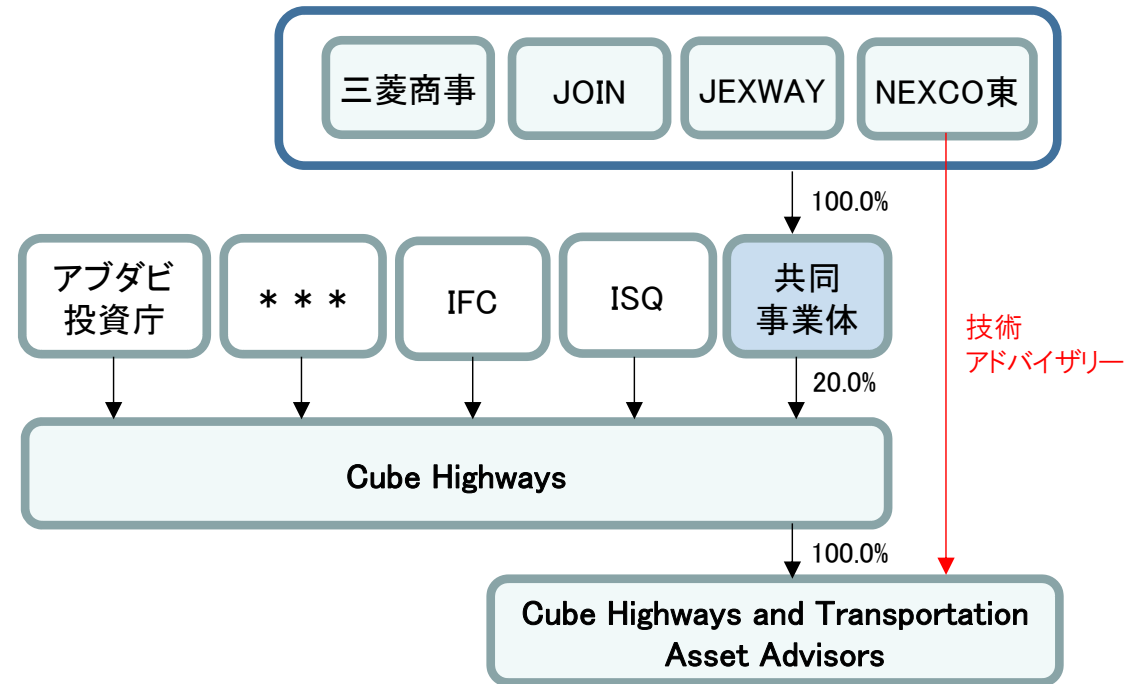 三菱商事
JOIN
JEXWAY
NEXCO東
100.0%
アブダビ
投資庁
＊＊＊
IFC
ISQ
共同
事業体
技術
アドバイザリー
20.0%
Cube Highways
100.0%
Cube Highways and Transportation
Asset Advisors